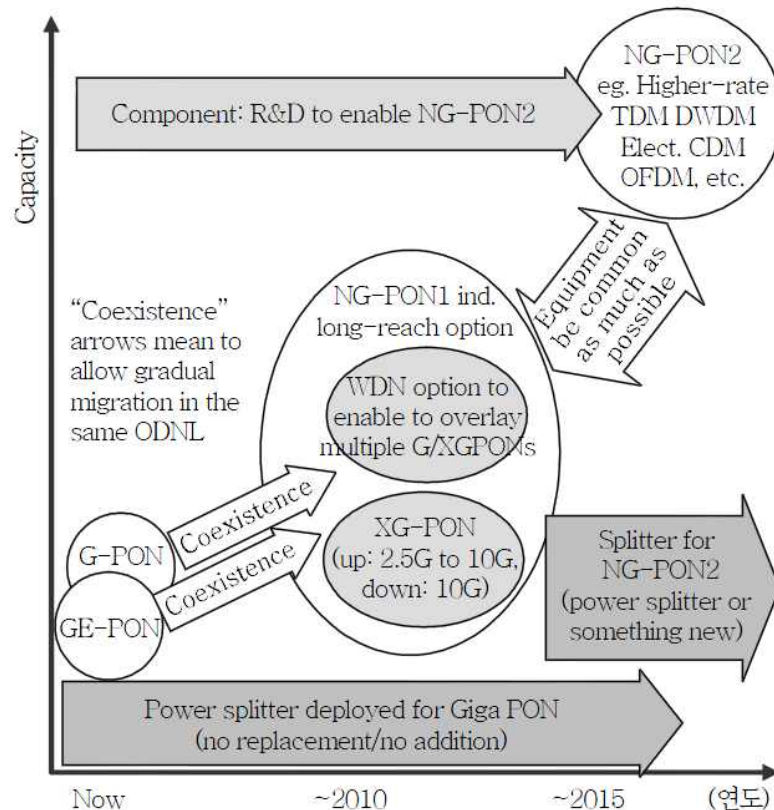 Capacity
NG-PON2
eg. Higher-rate
TDM DWDM
Elect. CDM
OFDM, etc.
Component: R&D to enable NG-PON2
Equipment
be common
as much as
possible
NG-PON1 ind.
long-reach option
"Coexistence"
arrows mean to
allow gradual
migration in the
same ODNL
WDN option to
enable to overlay
multiple G/XGPONs
Coexistence
G-PON
XG-PON
(up: 2.5G to 10G,
down: 10G)
Coexistence
GE-PON
Splitter for
NG-PON2
(power splitter or
something new)
Power splitter deployed for Giga PON
(no replacement/no addition)
Now
~2010
~2015
(연도)